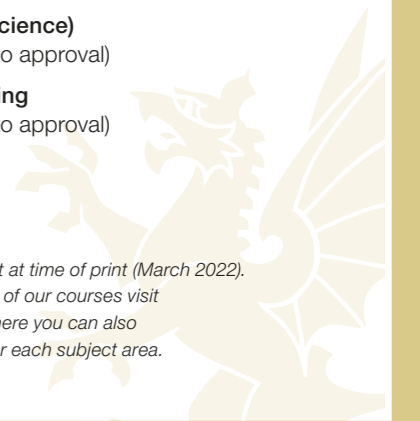 cience)
o approval)
ing
o approval)
t at time of print (March 2022).
of our courses visit
here you can also
r each subject area.